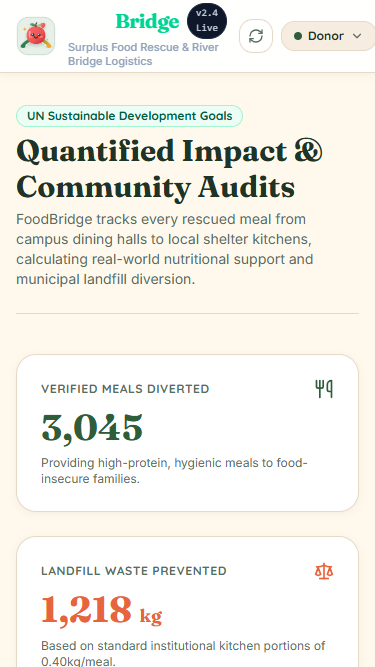 Bridge
v2.4
Live
Surplus Food Rescue & River
Bridge Logistics
Donor
UN Sustainable Development Goals
Quantified Impact &
Community Audits
FoodBridge tracks every rescued meal from
campus dining halls to local shelter kitchens,
calculating real-world nutritional support and
municipal landfill diversion.
VERIFIED MEALS DIVERTED
3,045
Providing high-protein, hygienic meals to food-
insecure families.
LANDFILL WASTE PREVENTED
1,218 kg
Based on standard institutional kitchen portions of
0.40kg/meal.